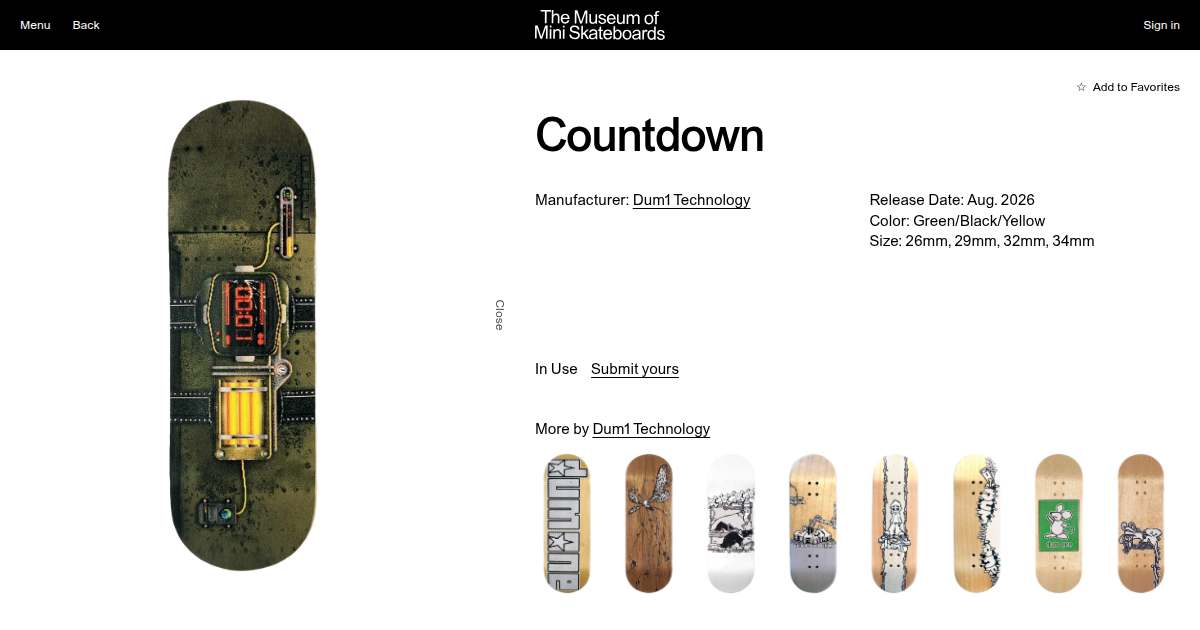 Menu
Back
The Museum of
Mini Skateboards
Sign in
☆ Add to Favorites
Countdown
Manufacturer: Dum1 Technology
Release Date: Aug. 2026
Color: Green/Black/Yellow
Size: 26mm, 29mm, 32mm, 34mm
Close
In Use
Submit yours
More by Dum1 Technology